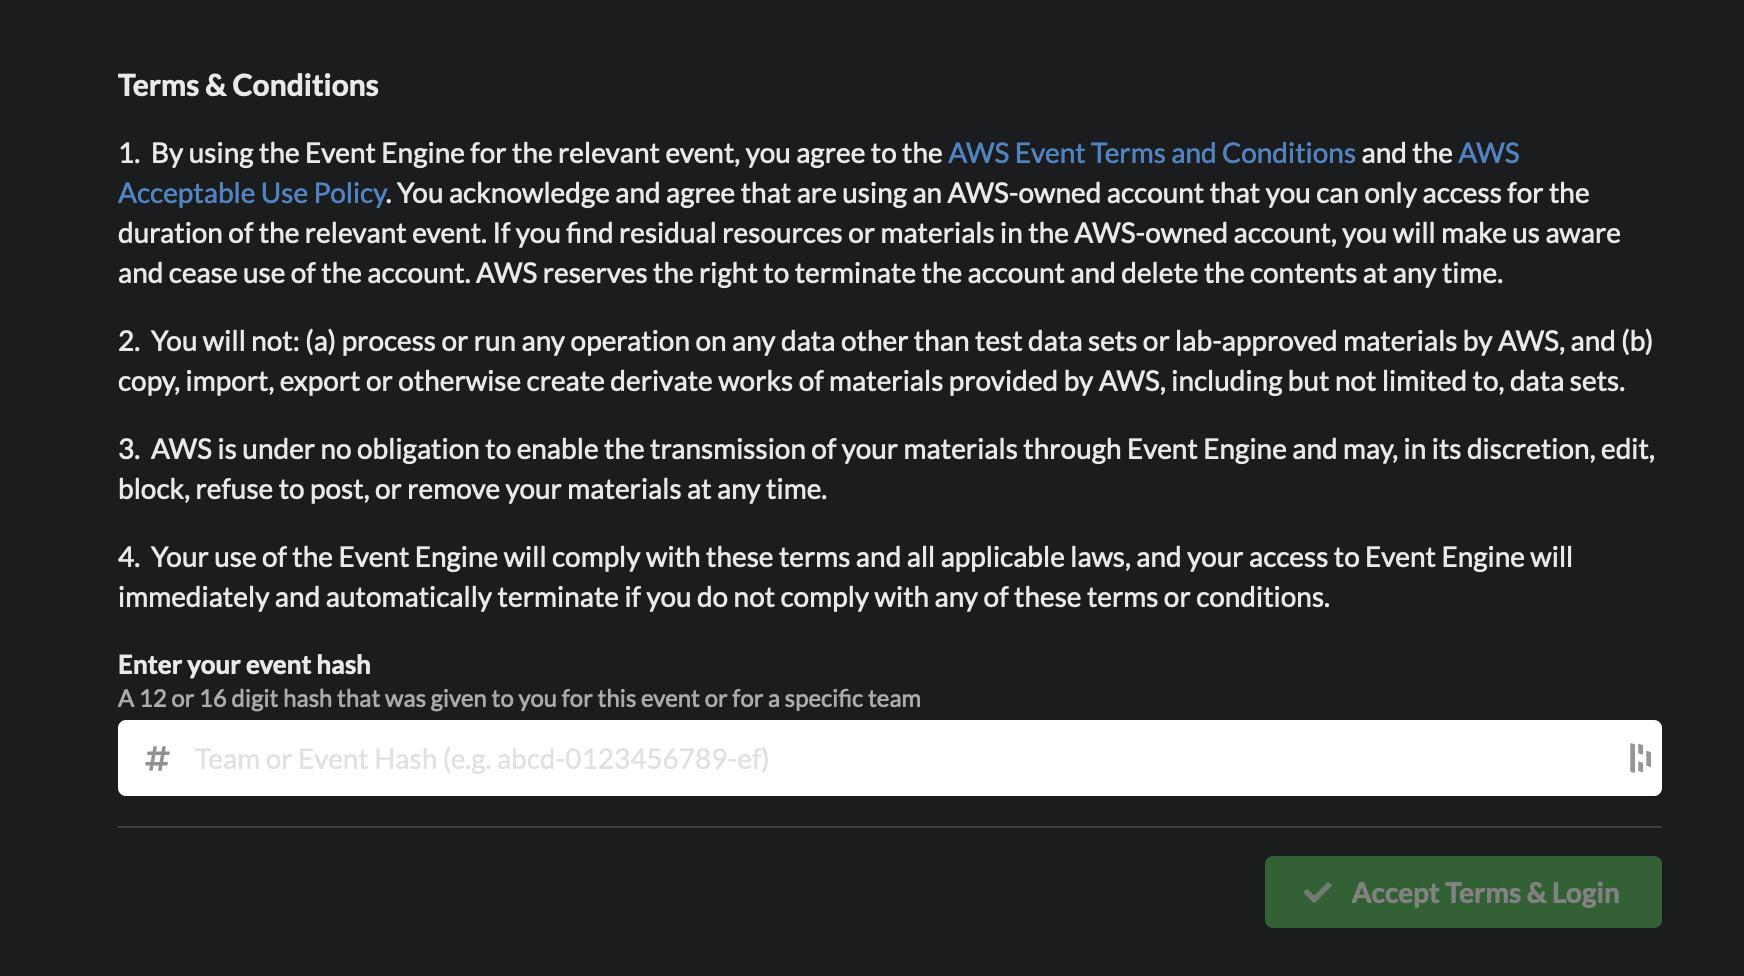 Terms & Conditions
1. By using the Event Engine for the relevant event, you agree to the AWS Event Terms and Conditions and the AWS
Acceptable Use Policy. You acknowledge and agree that are using an AWS-owned account that you can only access for the
duration of the relevant event. If you find residual resources or materials in the AWS-owned account, you will make us aware
and cease use of the account. AWS reserves the right to terminate the account and delete the contents at any time.
2. You will not: (a) process or run any operation on any data other than test data sets or lab-approved materials by AWS, and (b)
copy, import, export or otherwise create derivate works of materials provided by AWS, including but not limited to, data sets.
3. AWS is under no obligation to enable the transmission of your materials through Event Engine and may, in its discretion, edit,
block, refuse to post, or remove your materials at any time.
4. Your use of the Event Engine will comply with these terms and all applicable laws, and your access to Event Engine will
immediately and automatically terminate if you do not comply with any of these terms or conditions.
Enter your event hash
A 12 or 16 digit hash that was given to you for this event or for a specific team
# Team or Event Hash (e.g. abcd-0123456789-ef)
Accept Terms & Login